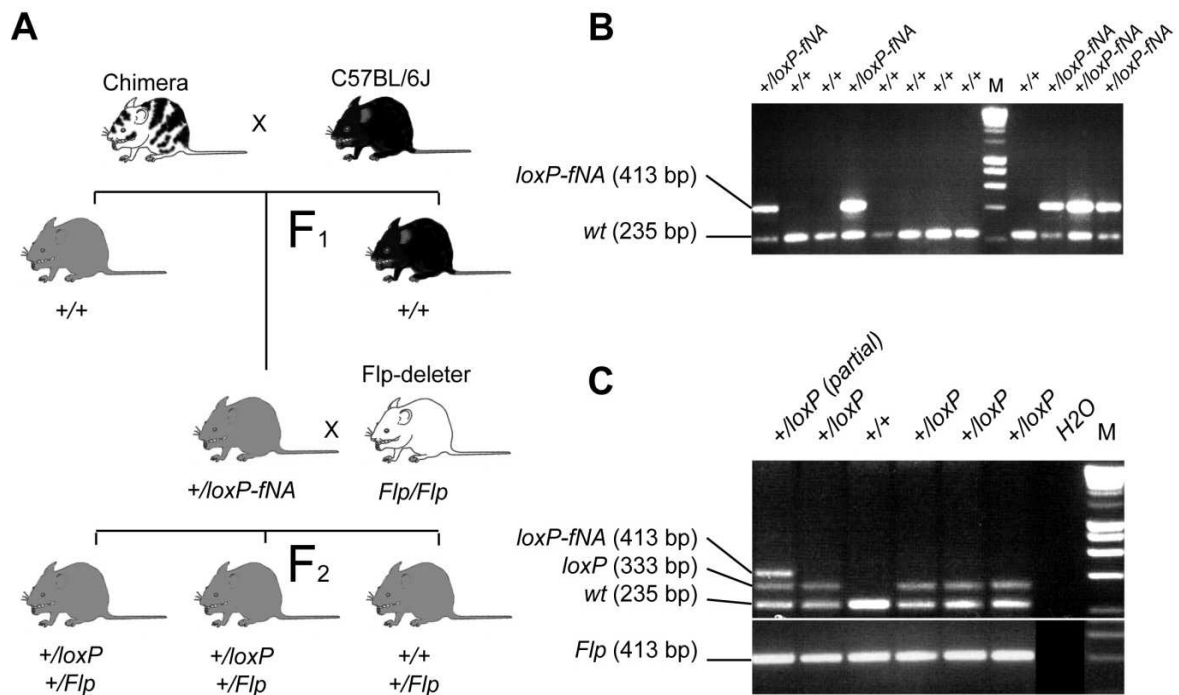 A
Chimera
X
C57BL/6J
F1
+/+
+/+
Flp-deleter
X
+/loxP-fNA
Flp/Flp
F2
+/loxP
+/Flp
+/loxP
+/Flp
+/+
+/Flp
B
+/loxP-fNA
+/+
+/+
+/loxP-fNA
+/+
+/+
+/+
+/+
M
+/+
+/loxP-fNA
+/loxP-fNA
+/loxP-fNA
loxP-fNA (413 bp)
wt (235 bp)
C
+/loxP (partial)
+/loxP
+/+
+/loxP
+/loxP
+/loxP
H2O
M
loxP-fNA (413 bp)
loxP (333 bp)
wt (235 bp)
Flp (413 bp)